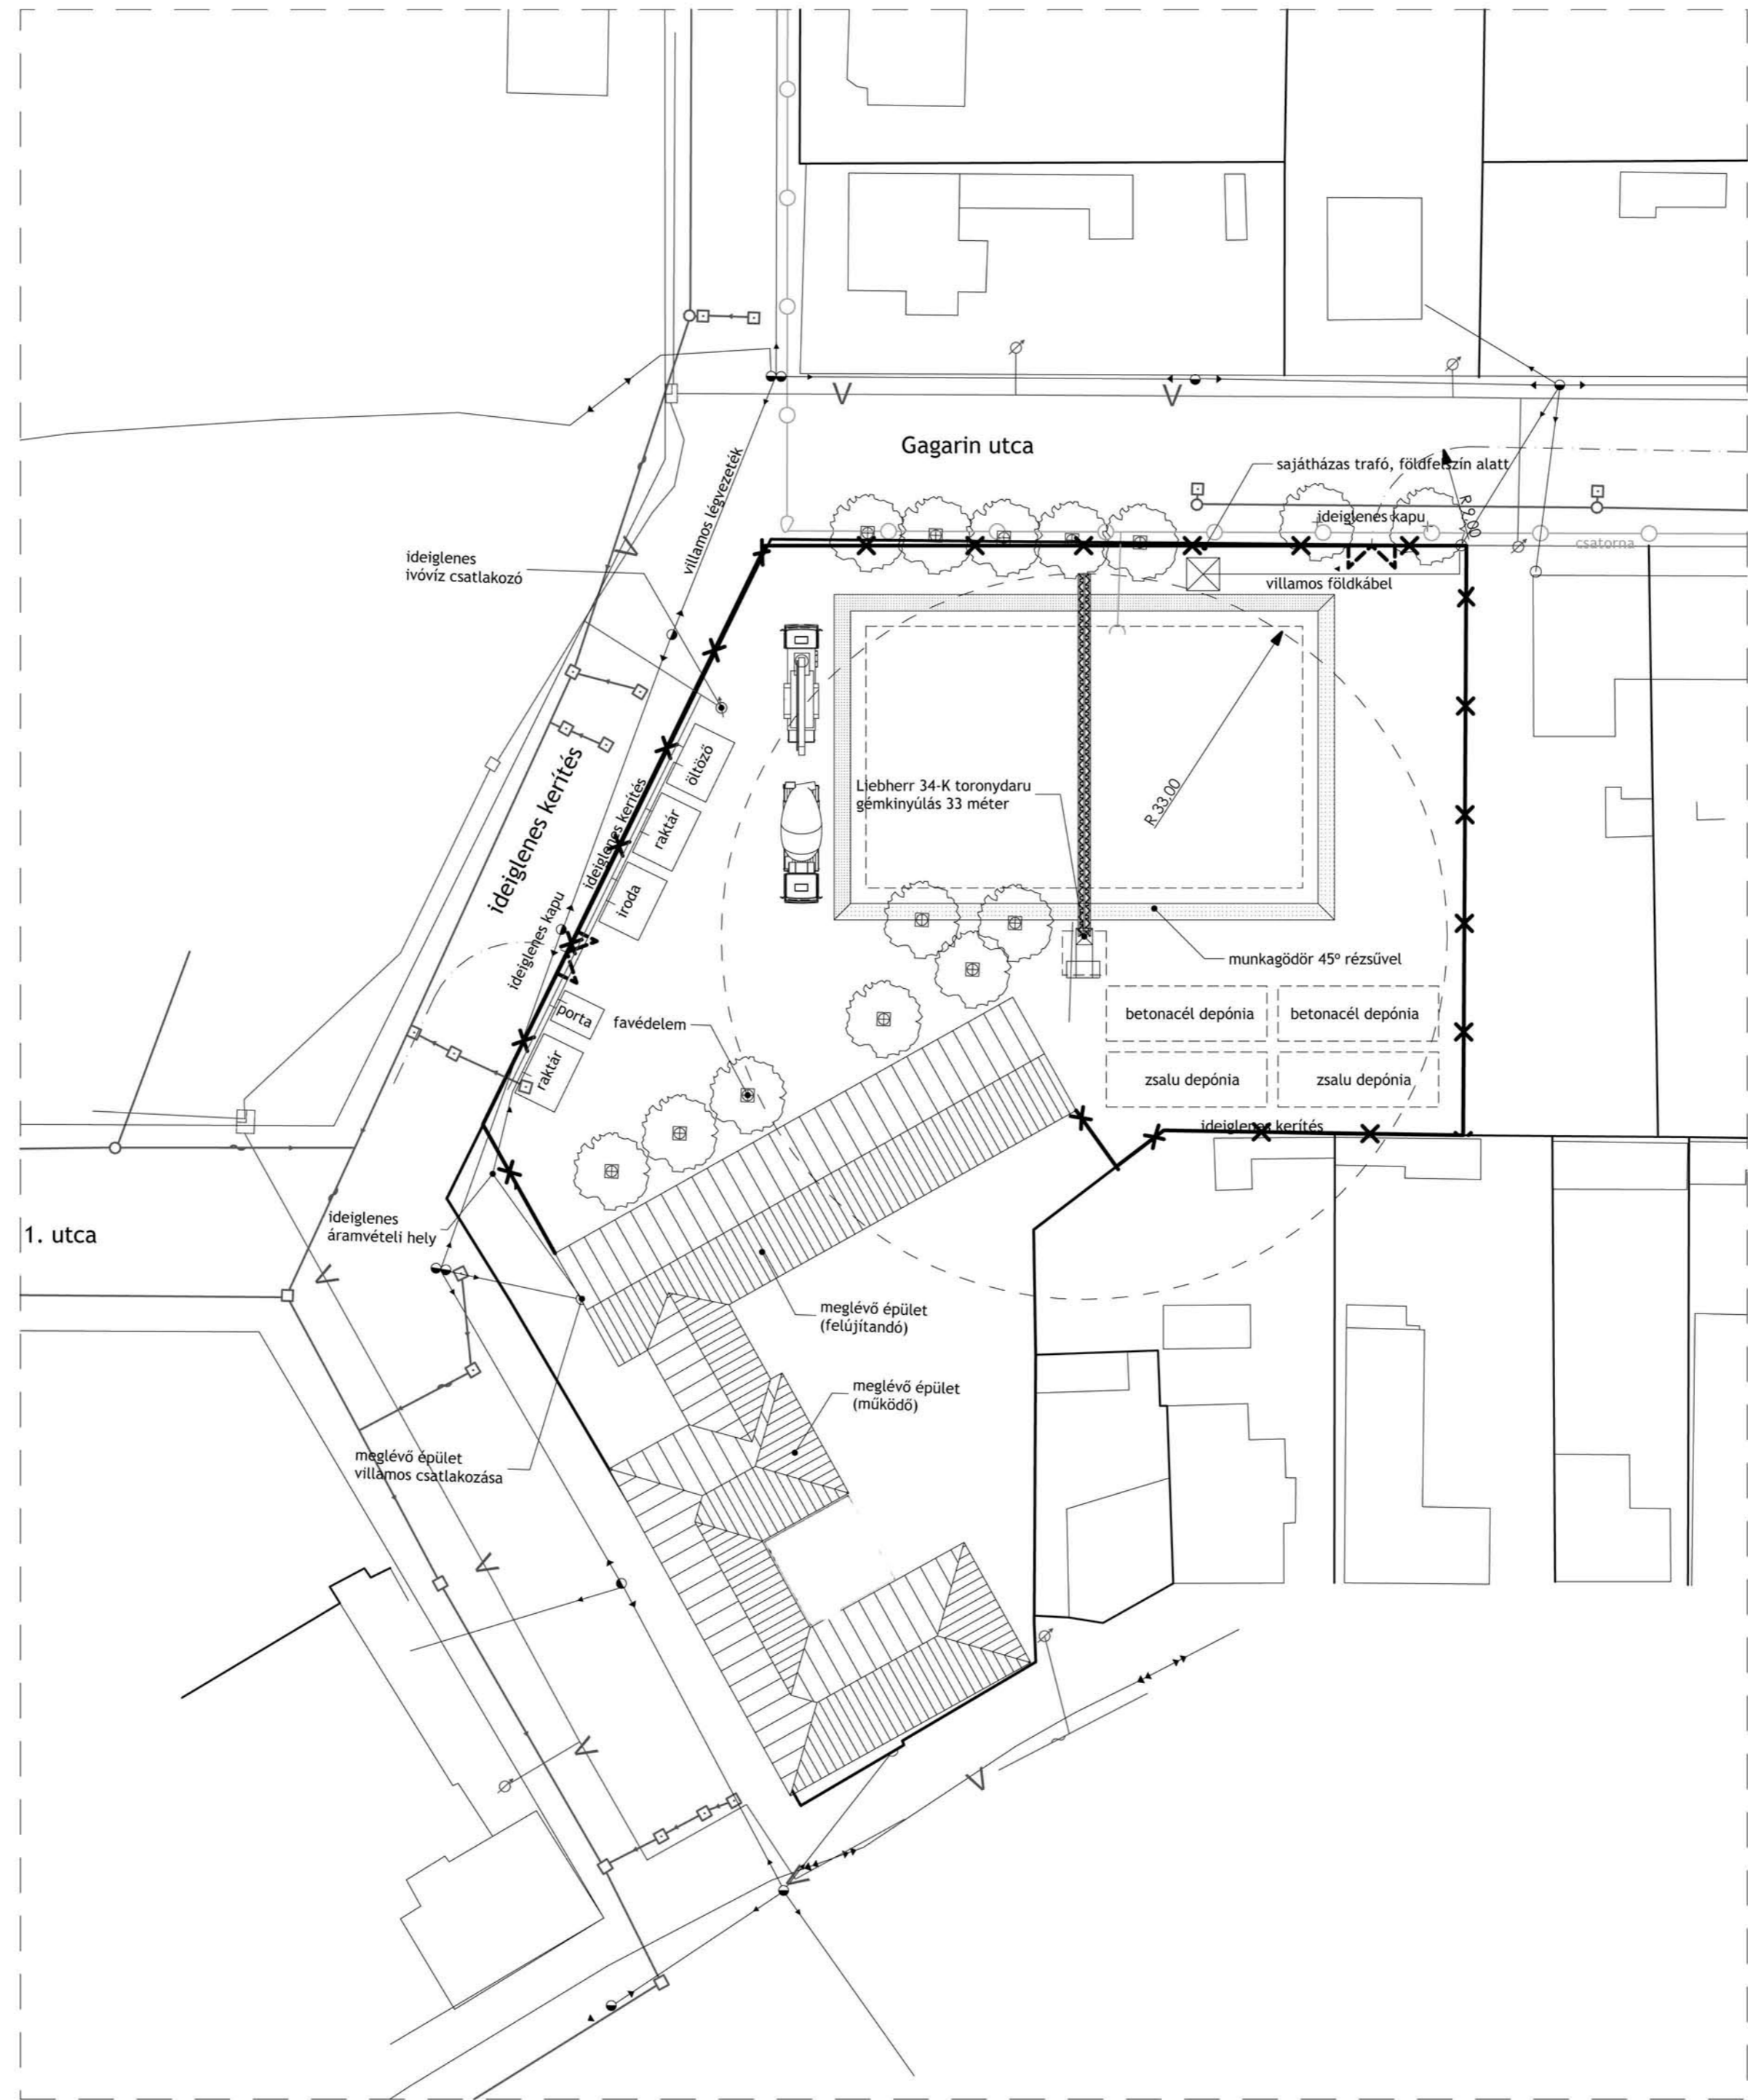 Gagarin utca
villamos légvezeték
sajátházas trafó, földfelszín alatt
R 9,00
ideiglenes kapu
csatorna
ideiglenes
ivóvíz csatlakozó
villamos földkábel
öltöző
ideiglenes kerítés
ideiglenes kerítés
raktár
Liebherr 34-K toronydaru
gémkinyúlás 33 méter
R 33,00
iroda
ideiglenes kapu
munkagödör 45º rézsűvel
porta
favédelem
betonacél depónia
betonacél depónia
raktár
zsalu depónia
zsalu depónia
ideiglenes kerítés
ideiglenes
áramvételi hely
1. utca
meglévő épület
(felújítandó)
meglévő épület
(működő)
meglévő épület
villamos csatlakozása
V
V
V
V
V
V
V